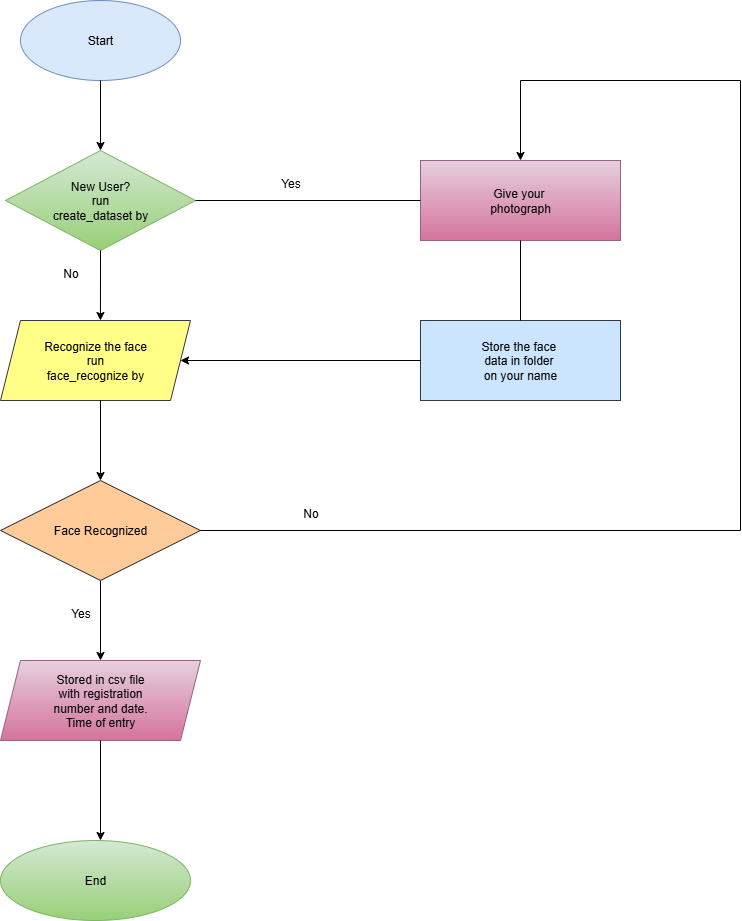 Start
New User?
run
create_dataset by
Yes
Give your
photograph
No
Recognize the face
run
face_recognize by
Store the face
data in folder
on your name
Face Recognized
No
Yes
Stored in csv file
with registration
number and date.
Time of entry
End